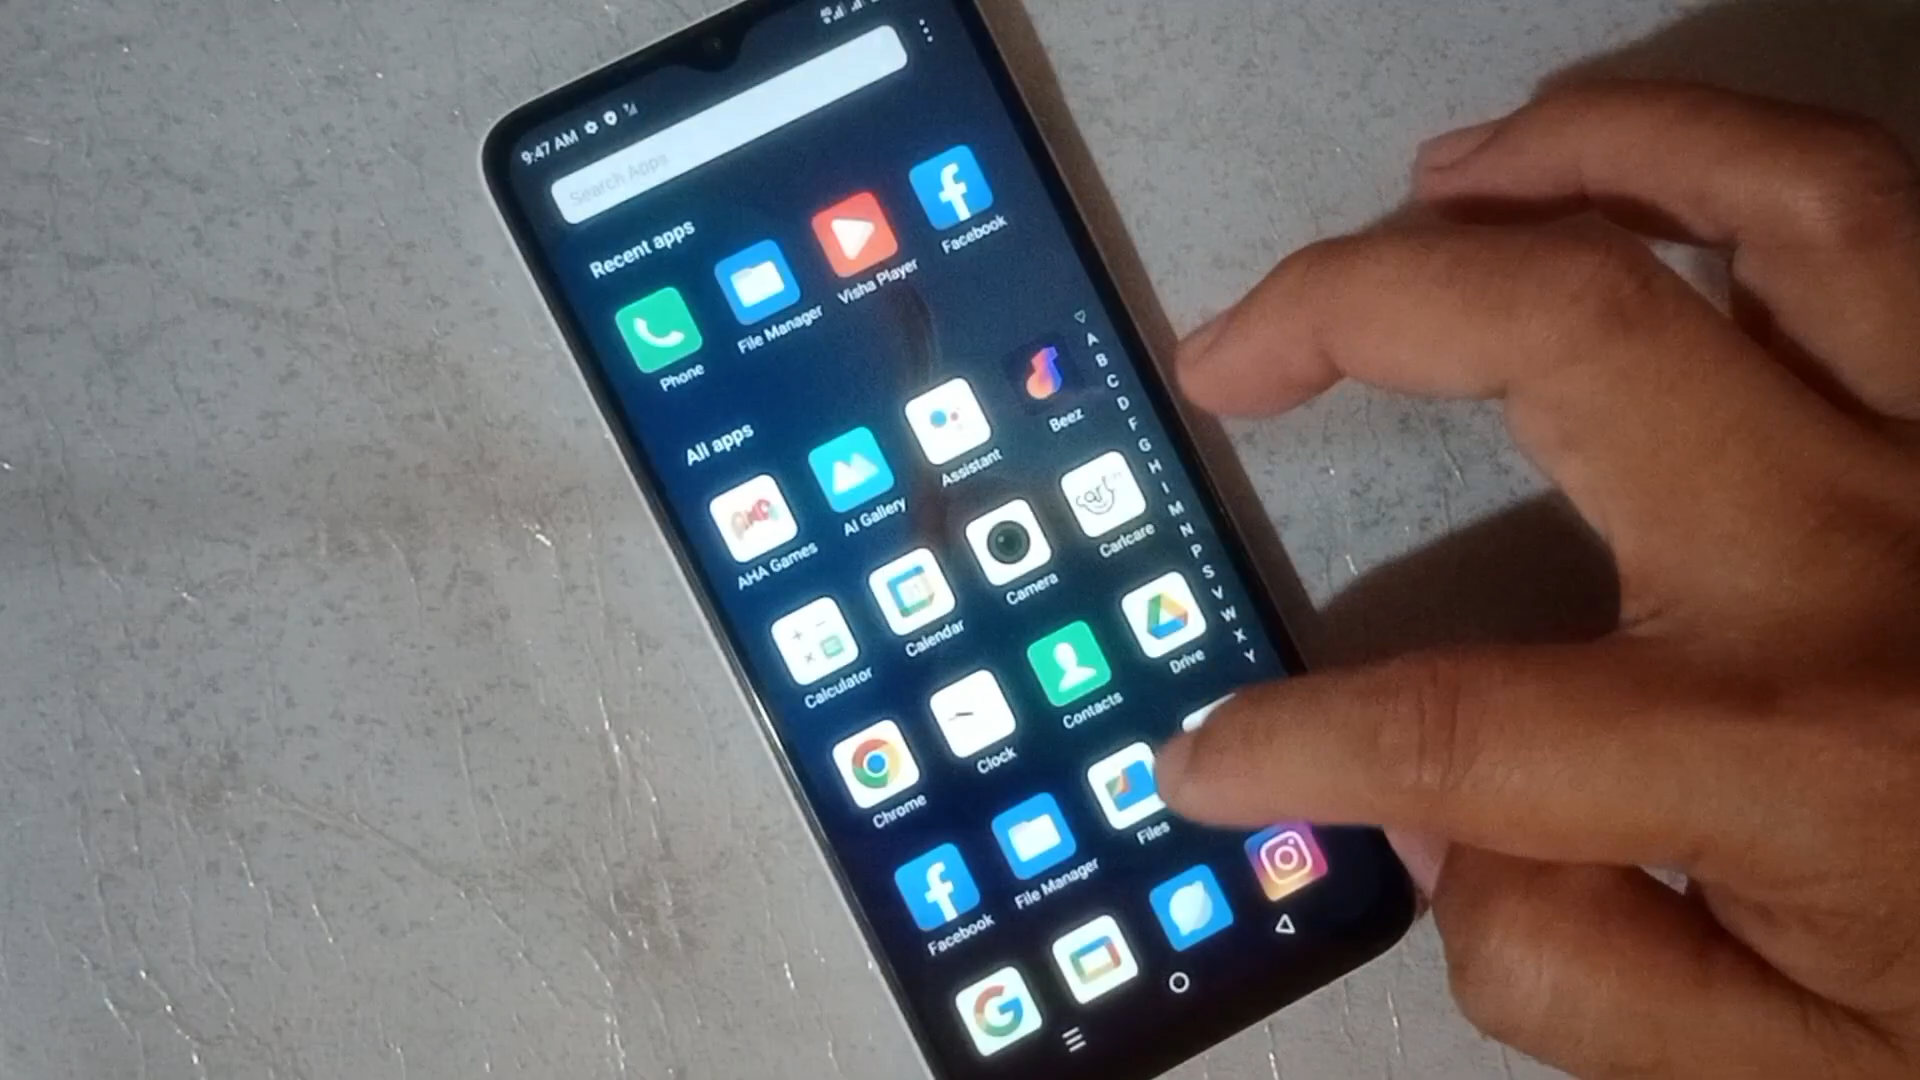 9:47 AM
Search Apps
Recent apps
Phone
File Manager
Visha Player
Facebook
All apps
AHA Games
AI Gallery
Assistant
Beez
Calculator
Calendar
Camera
Carlcare
Chrome
Clock
Contacts
Drive
Facebook
File Manager
Files
A
B
C
D
F
G
H
I
M
N
P
S
V
W
X
Y